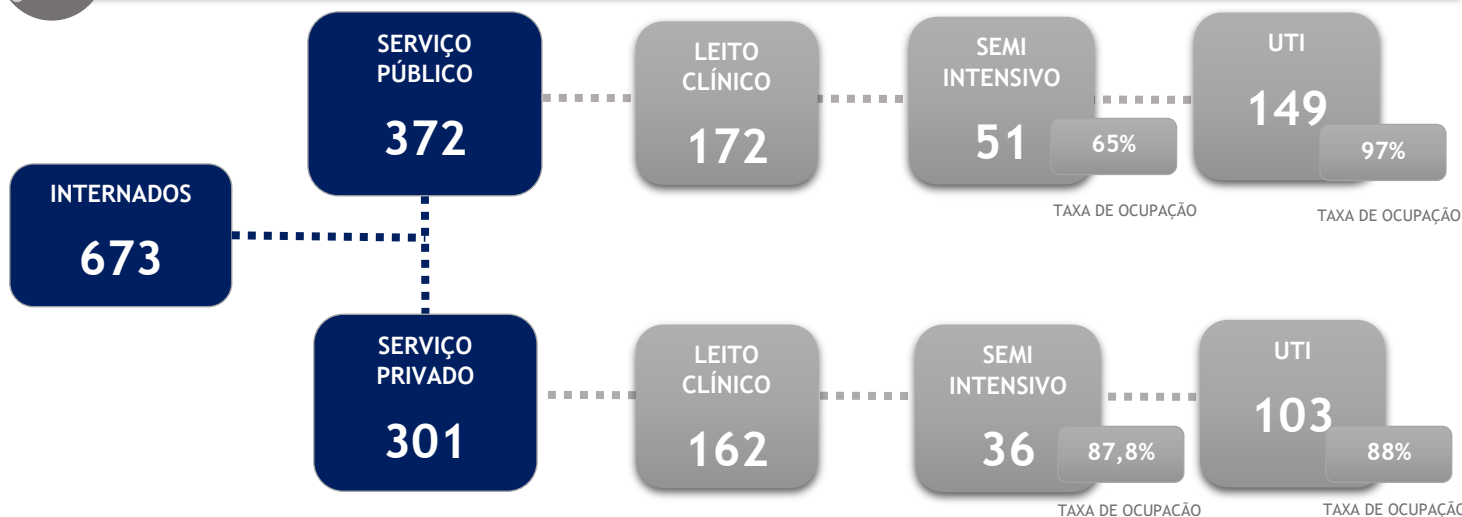 INTERNADOS
673
SERVIÇO
PÚBLICO
372
LEITO
CLÍNICO
172
SEMI
INTENSIVO
51
65%
TAXA DE OCUPAÇÃO
UTI
149
97%
TAXA DE OCUPAÇÃO
SERVIÇO
PRIVADO
301
LEITO
CLÍNICO
162
SEMI
INTENSIVO
36
87,8%
TAXA DE OCUPAÇÃO
UTI
103
88%
TAXA DE OCUPAÇÃO